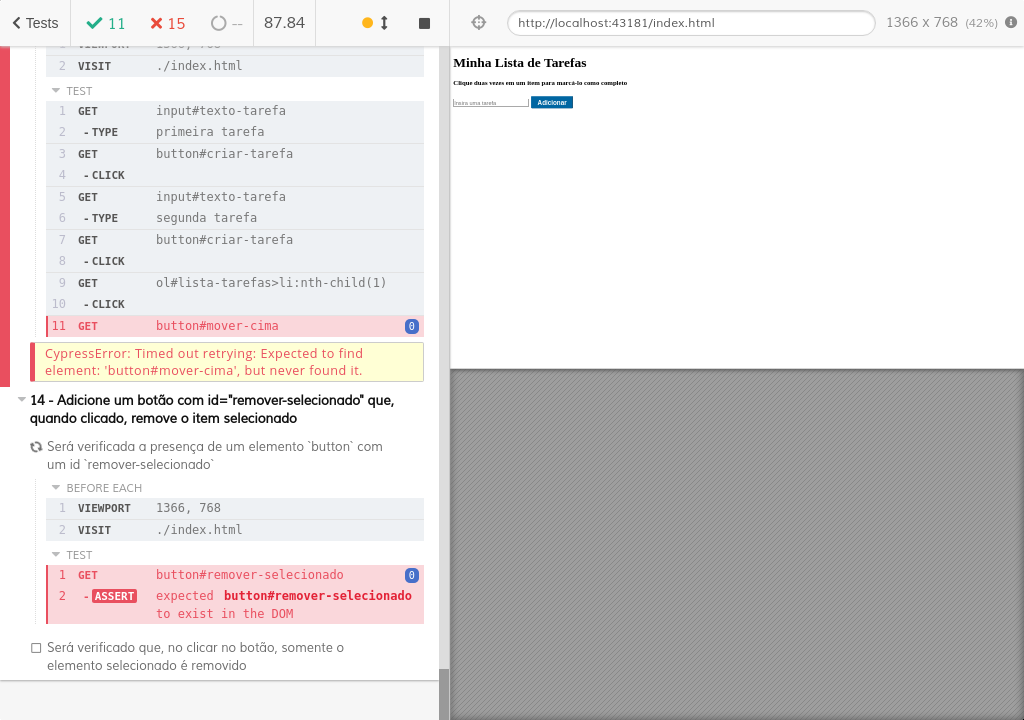 Tests 11 15 -- 87.84 http://localhost:43181/index.html 1366 x 768 (42%)
1 VIEWPORT 1366, 768
2 VISIT ./index.html
TEST
1 GET input#texto-tarefa
2 - TYPE primeira tarefa
3 GET button#criar-tarefa
4 - CLICK
5 GET input#texto-tarefa
6 - TYPE segunda tarefa
7 GET button#criar-tarefa
8 - CLICK
9 GET ol#lista-tarefas>li:nth-child(1)
10 - CLICK
11 GET button#mover-cima 0
CypressError: Timed out retrying: Expected to find
element: 'button#mover-cima', but never found it.
14 - Adicione um botão com id="remover-selecionado" que,
quando clicado, remove o item selecionado
Será verificada a presença de um elemento `button` com
um id `remover-selecionado`
BEFORE EACH
1 VIEWPORT 1366, 768
2 VISIT ./index.html
TEST
1 GET button#remover-selecionado 0
2 - ASSERT expected button#remover-selecionado
to exist in the DOM
Será verificado que, no clicar no botão, somente o
elemento selecionado é removido
Minha Lista de Tarefas
Clique duas vezes em um item para marcá-lo como completo
Insira uma tarefa Adicionar